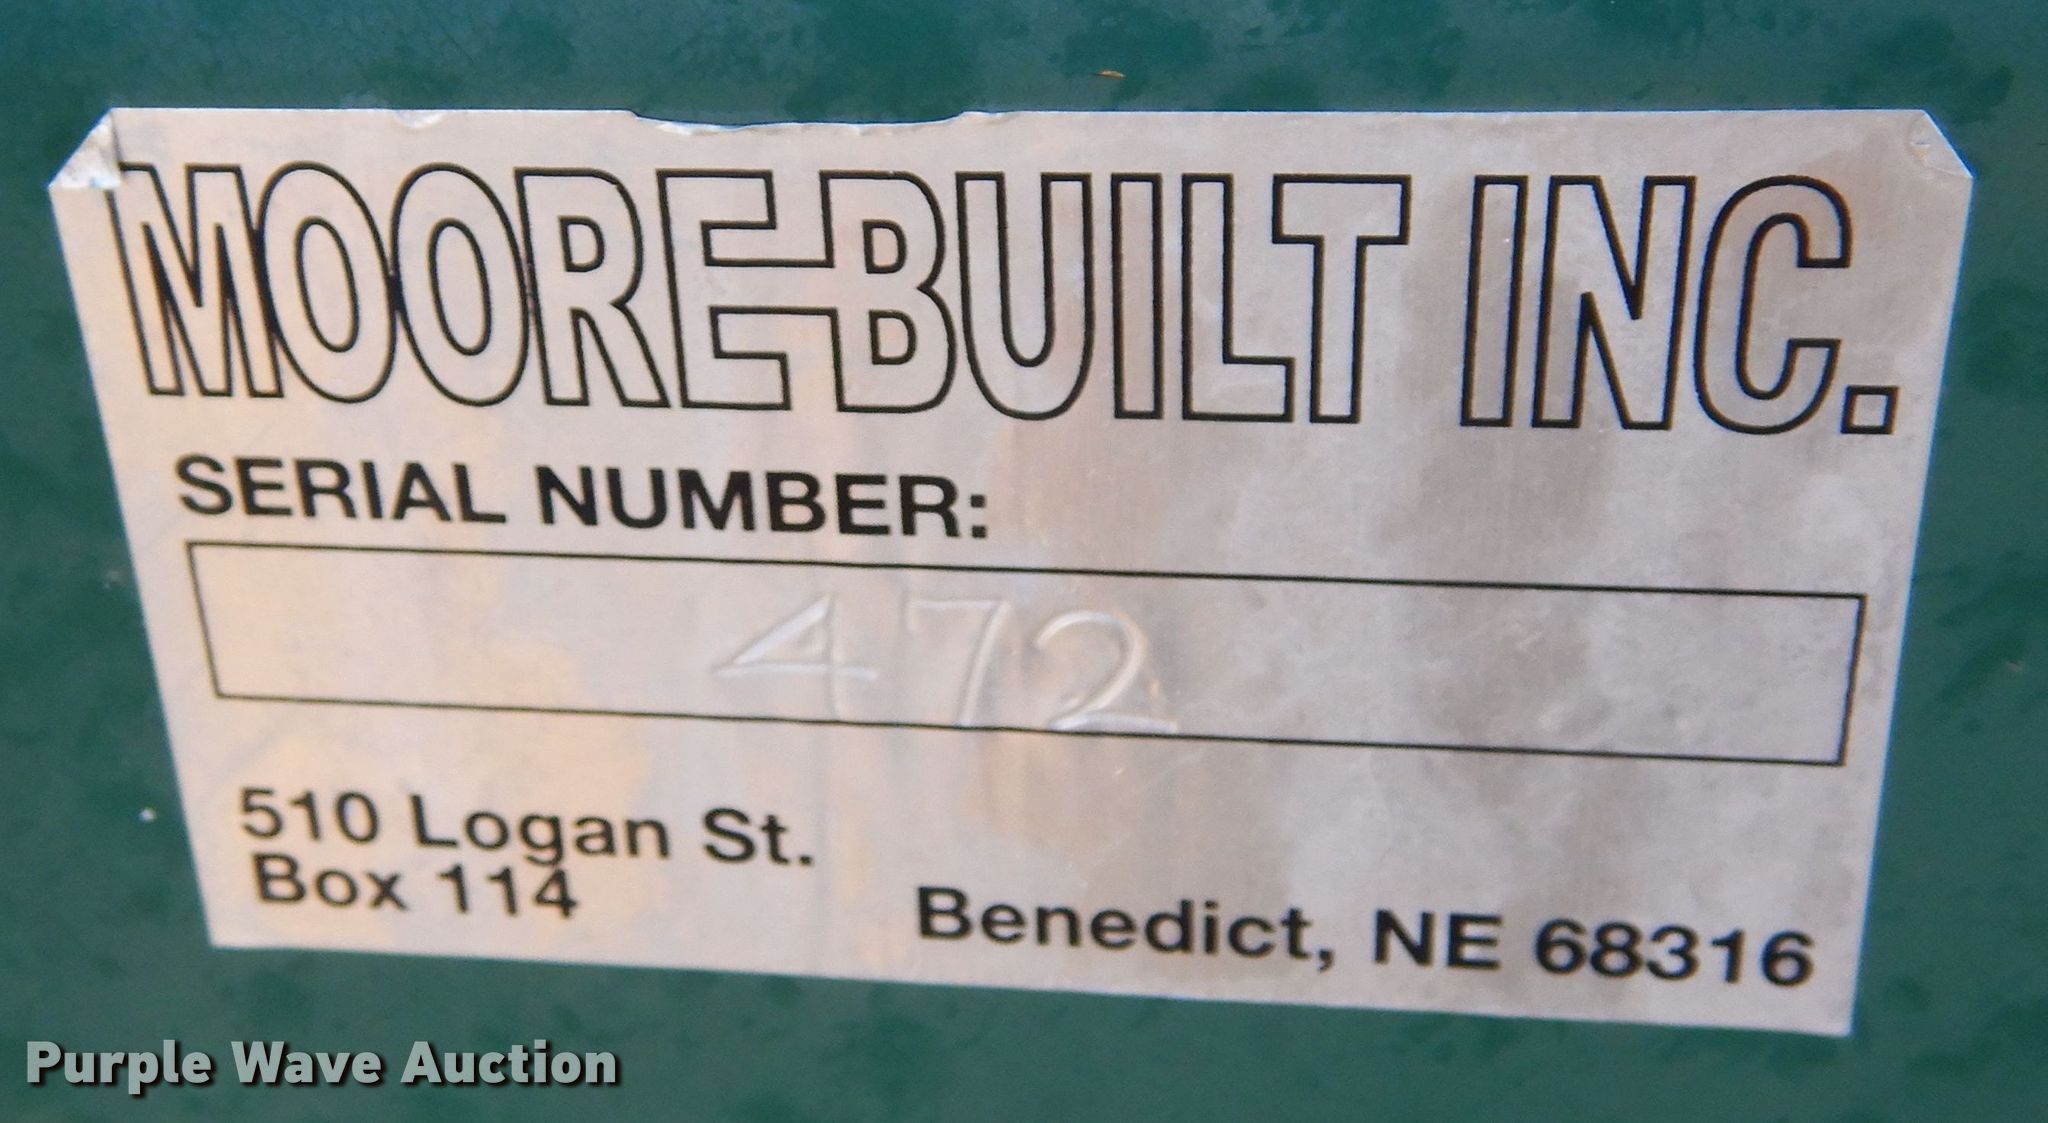 MOORE-BUILT INC.
SERIAL NUMBER:
472
510 Logan St.
Box 114
Benedict, NE 68316
Purple Wave Auction